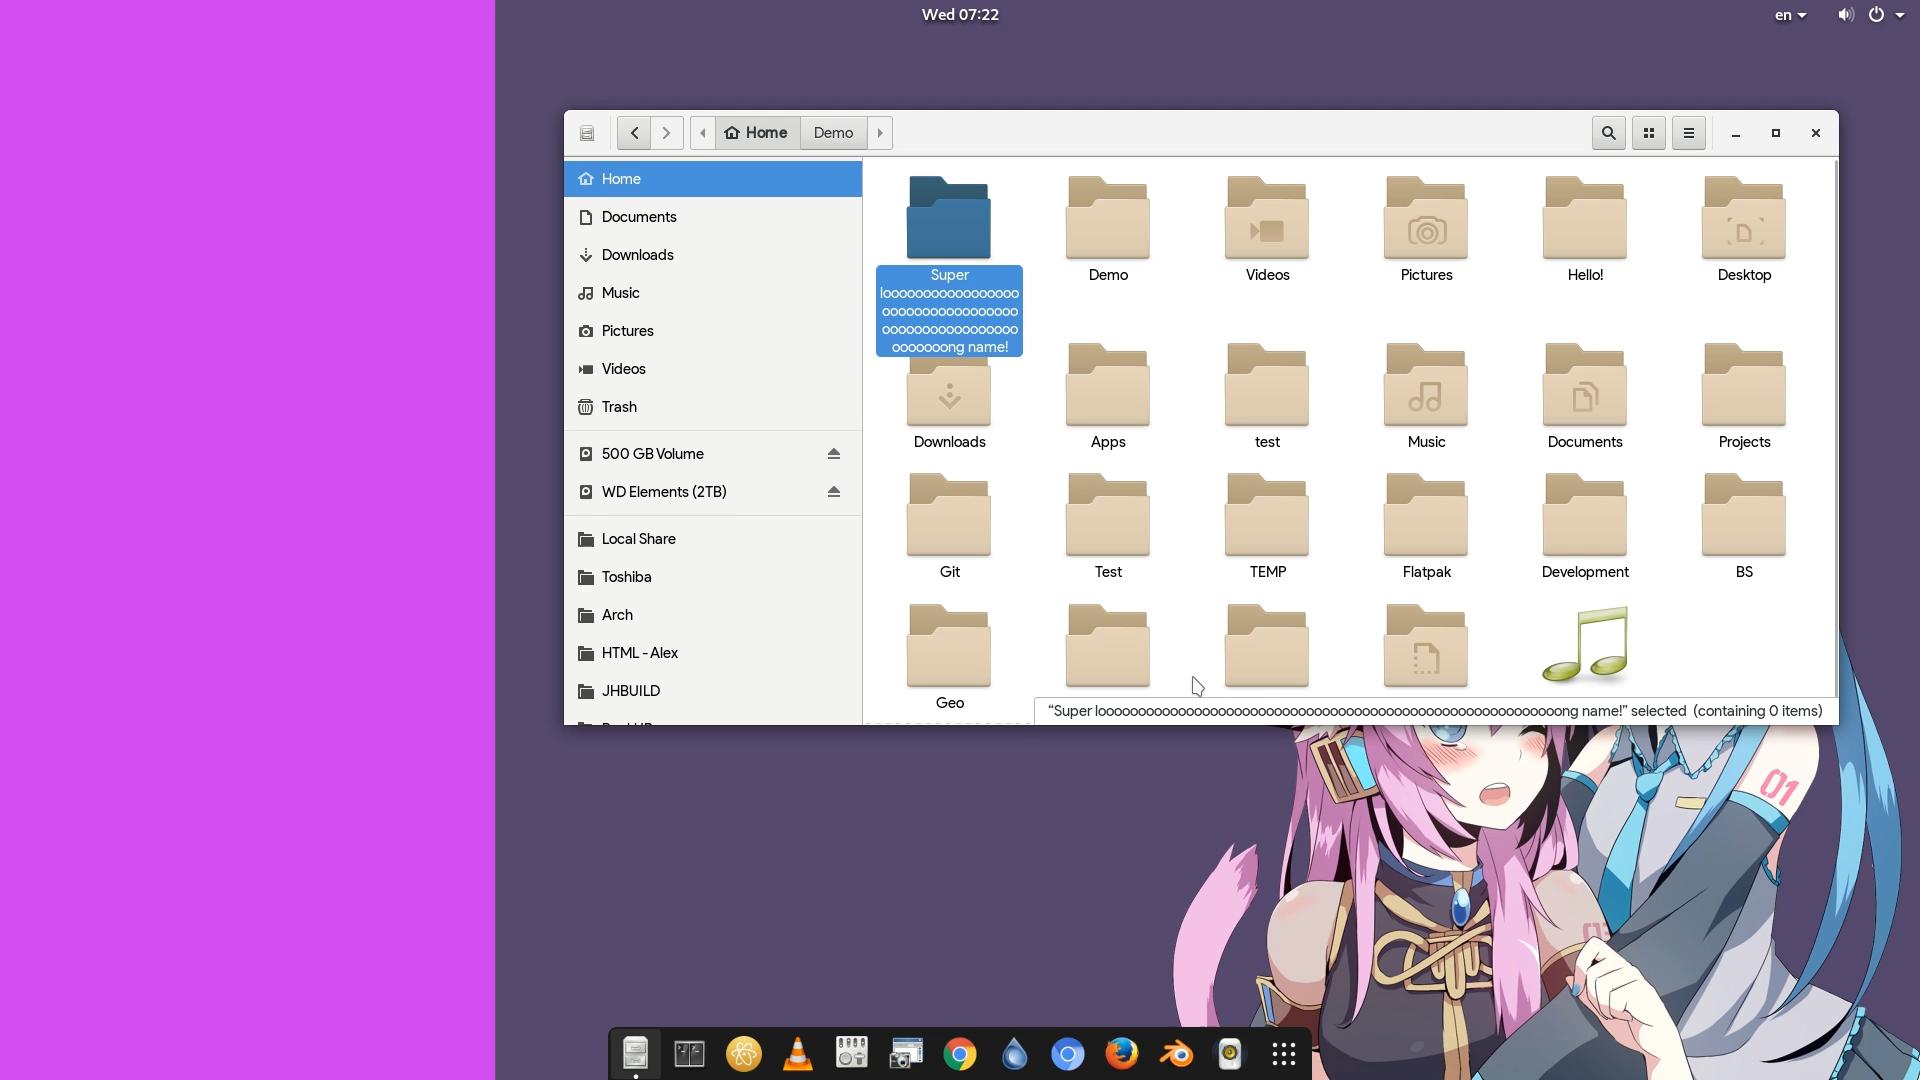 Wed 07:22
en
Home
Demo
Home
Documents
Downloads
Music
Pictures
Videos
Trash
500 GB Volume
WD Elements (2TB)
Local Share
Toshiba
Arch
HTML - Alex
JHBUILD
Super
looooooooooooooooo
ooooooooooooooooo
ooooooooooooooooo
ooooooong name!
Demo
Videos
Pictures
Hello!
Desktop
Downloads
Apps
test
Music
Documents
Projects
Git
Test
TEMP
Flatpak
Development
BS
Geo
“Super looooooooooooooooooooooooooooooooooooooooooooooooooooooooooong name!” selected (containing 0 items)
01